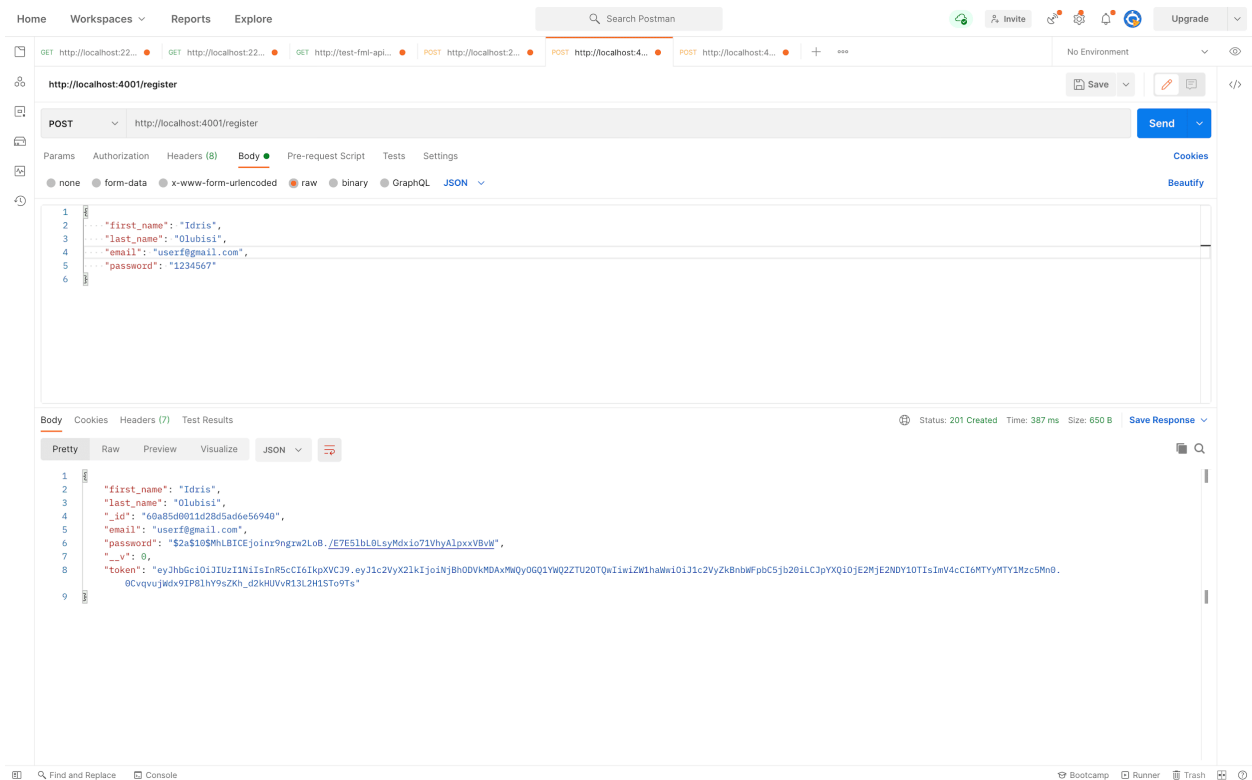 Home Workspaces Reports Explore Search Postman Invite Upgrade
GET http://localhost:22... GET http://localhost:22... GET http://test-fml-api... POST http://localhost:2... POST http://localhost:4... POST http://localhost:4... No Environment
http://localhost:4001/register Save
POST http://localhost:4001/register Send
Params Authorization Headers (8) Body Pre-request Script Tests Settings Cookies
none form-data x-www-form-urlencoded raw binary GraphQL JSON Beautify
1 {
2 "first_name": "Idris",
3 "last_name": "Olubisi",
4 "email": "userf@gmail.com",
5 "password": "1234567"
6 }
Body Cookies Headers (7) Test Results Status: 201 Created Time: 387 ms Size: 650 B Save Response
Pretty Raw Preview Visualize JSON
1 {
2 "first_name": "Idris",
3 "last_name": "Olubisi",
4 "_id": "60a85d0011d28d5ad6e56940",
5 "email": "userf@gmail.com",
6 "password": "$2a$10$MhLBICEjoinr9ngrw2LoB./E7E5lbL0LsyMdxio71VhyAlpxxVBvW",
7 "__v": 0,
8 "token": "eyJhbGciOiJIUzI1NiIsInR5cCI6IkpXVCJ9.eyJ1c2VyX2lkIjoiNjBhODVkMDAxMWQyOGQ1YWQ2ZTU2OTQwIiwiZW1haWwiOiJ1c2VyZkBnbWFpbC5jb20iLCJpYXQiOjE2MjE2NDY1OTIsImV4cCI6MTYyMTY1Mzc5Mn0.
0CvqvujWdx9IP8lhY9sZKh_d2kHUVvR13L2H1STo9Ts"
9 }
Find and Replace Console Bootcamp Runner Trash